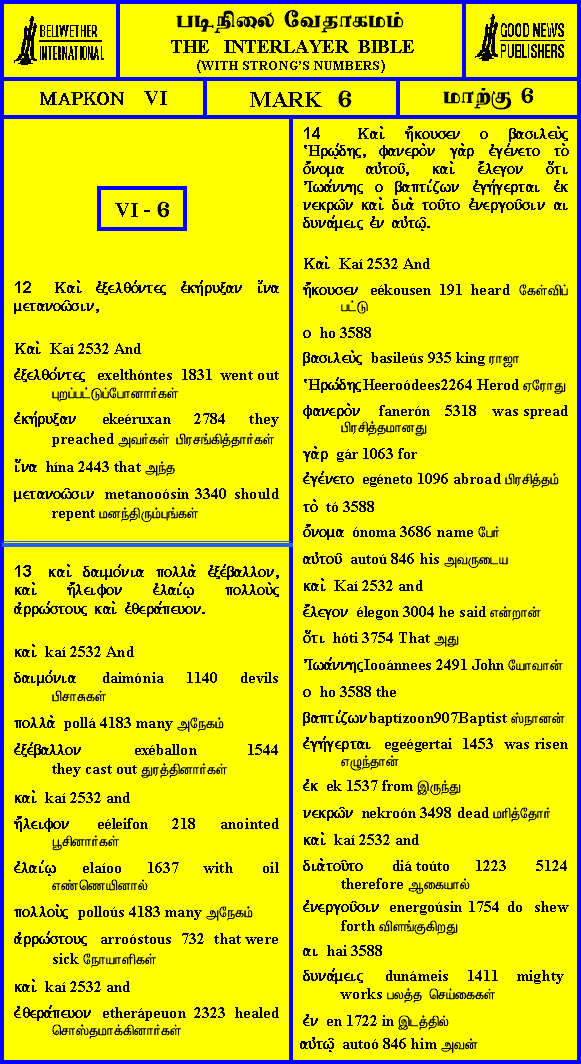 BELLWETHER
INTERNATIONAL
படிநிலை வேதாகமம்
THE INTERLAYER BIBLE
(WITH STRONG'S NUMBERS)
GOOD NEWS
PUBLISHERS
ΜΑΡΚΟΝ VI
MARK 6
மாற்கு 6
VI - 6
12 Καὶ ἐξελθόντες ἐκήρυξαν ἵνα
μετανοῶσιν,
Καὶ Kaí 2532 And
ἐξελθόντες exelthóntes 1831 went out
புறப்பட்டுப்போனார்கள்
ἐκήρυξαν ekeéruxan 2784 they
preached அவர்கள் பிரசங்கித்தார்கள்
ἵνα hína 2443 that அந்த
μετανοῶσιν metanooósin 3340 should
repent மனந்திரும்புங்கள்
13 καὶ δαιμόνια πολλὰ ἐξέβαλλον,
καὶ ἤλειφον ἐλαίῳ πολλοὺς
ἀρρώστους καὶ ἐθεράπευον.
καὶ kaí 2532 And
δαιμόνια daimónia 1140 devils
பிசாசுகள்
πολλὰ pollá 4183 many அநேகம்
ἐξέβαλλον exéballon 1544
they cast out துரத்தினார்கள்
καὶ kaí 2532 and
ἤλειφον eéleifon 218 anointed
பூசினார்கள்
ἐλαίῳ elaíoo 1637 with oil
எண்ணெயினால்
πολλοὺς polloús 4183 many அநேகம்
ἀρρώστους arroóstous 732 that were
sick நோயாளிகள்
καὶ kaí 2532 and
ἐθεράπευον etherápeuon 2323 healed
சொஸ்தமாக்கினார்கள்
14 Καὶ ἤκουσεν ο βασιλεὺς
Ἡρῴδης, φανερὸν γὰρ ἐγένετο τὸ
ὄνομα αὐτοῦ, καὶ ἔλεγον ὅτι
Ἰωάννης ο βαπτίζων ἐγήγερται ἐκ
νεκρῶν καὶ διὰ τοῦτο ἐνεργοῦσιν αι
δυνάμεις ἐν αὐτῷ.
Καὶ Kaí 2532 And
ἤκουσεν eékousen 191 heard கேள்விப்
பட்டு
ο ho 3588
βασιλεὺς basileús 935 king ராஜா
Ἡρῴδης Heeroódees2264 Herod ஏரோது
φανερὸν fanerón 5318 was spread
பிரசித்தமானது
γὰρ gár 1063 for
ἐγένετο egéneto 1096 abroad பிரசித்தம்
τὸ tó 3588
ὄνομα ónoma 3686 name பேர்
αὐτοῦ autoú 846 his அவருடைய
καὶ Kaí 2532 and
ἔλεγον élegon 3004 he said என்றான்
ὅτι hóti 3754 That அது
Ἰωάννης Iooánnees 2491 John யோவான்
ο ho 3588 the
βαπτίζων baptízoon907Baptist ஸ்நானன்
ἐγήγερται egeégertai 1453 was risen
எழுந்தான்
ἐκ ek 1537 from இருந்து
νεκρῶν nekroón 3498 dead மரித்தோர்
καὶ kaí 2532 and
διὰτοῦτο diá toúto 1223 5124
therefore ஆகையால்
ἐνεργοῦσιν energoúsin 1754 do shew
forth விளங்குகிறது
αι hai 3588
δυνάμεις dunámeis 1411 mighty
works பலத்த செய்கைகள்
ἐν en 1722 in இடத்தில்
αὐτῷ autoó 846 him அவன்